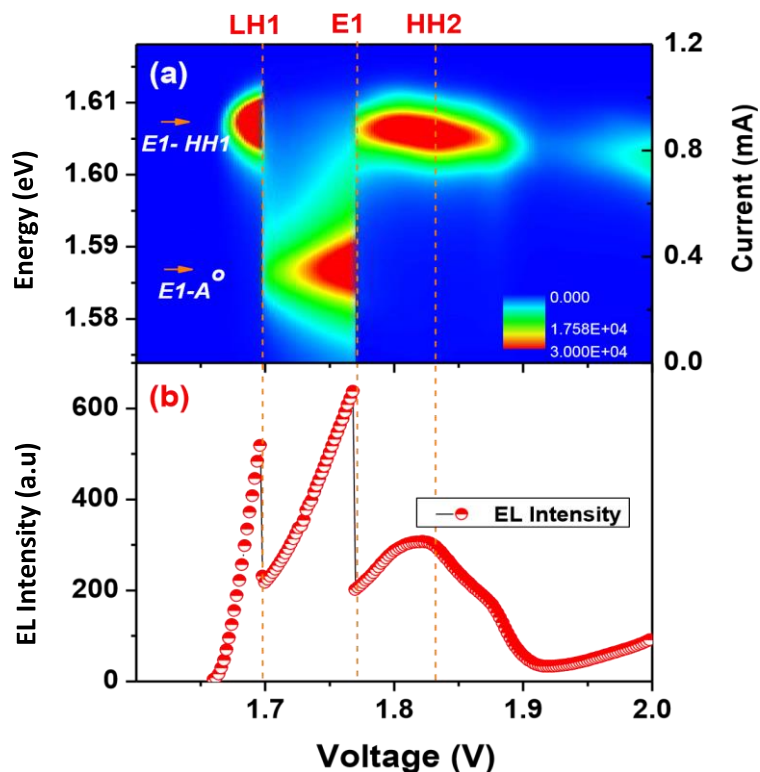 LH1 E1 HH2
(a)
1.61
1.60
1.59
1.58
Energy (eV)
E1- HH1
E1-A°
0.000
1.758E+04
3.000E+04
1.2
0.8
0.4
0.0
Current (mA)
(b)
600
400
200
0
EL Intensity (a.u)
EL Intensity
1.7 1.8 1.9 2.0
Voltage (V)